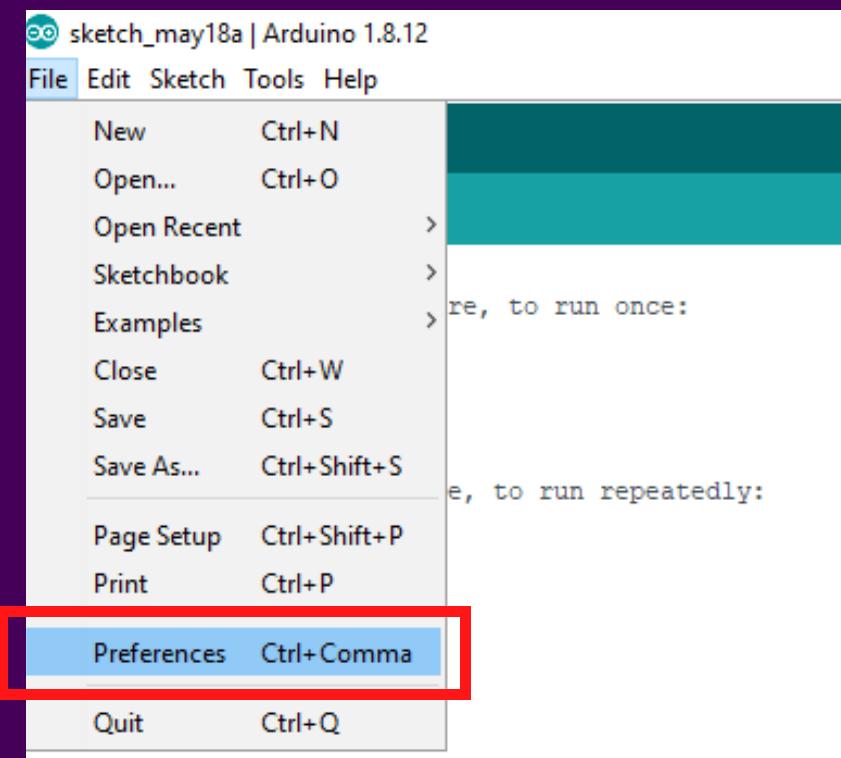 sketch_may18a | Arduino 1.8.12
File Edit Sketch Tools Help
New Ctrl+N
Open... Ctrl+O
Open Recent
Sketchbook
Examples
re, to run once:
Close Ctrl+W
Save Ctrl+S
Save As... Ctrl+Shift+S
e, to run repeatedly:
Page Setup Ctrl+Shift+P
Print Ctrl+P
Preferences Ctrl+Comma
Quit Ctrl+Q